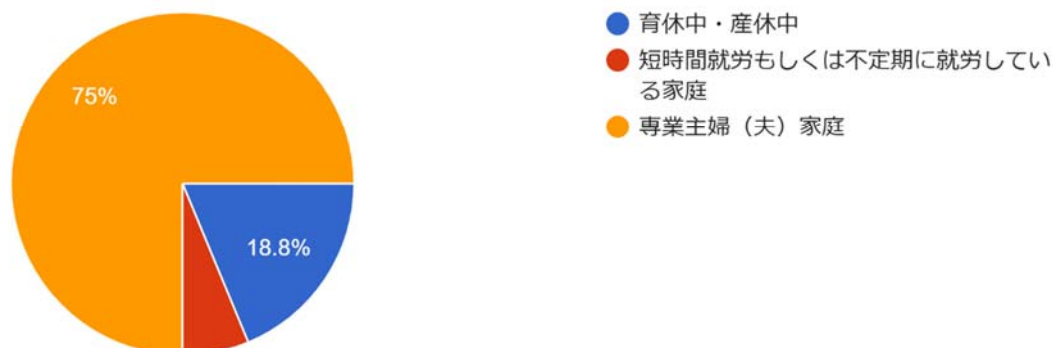 75%
18.8%
育休中・産休中
短時間就労もしくは不定期に就労してい
る家庭
専業主婦（夫）家庭